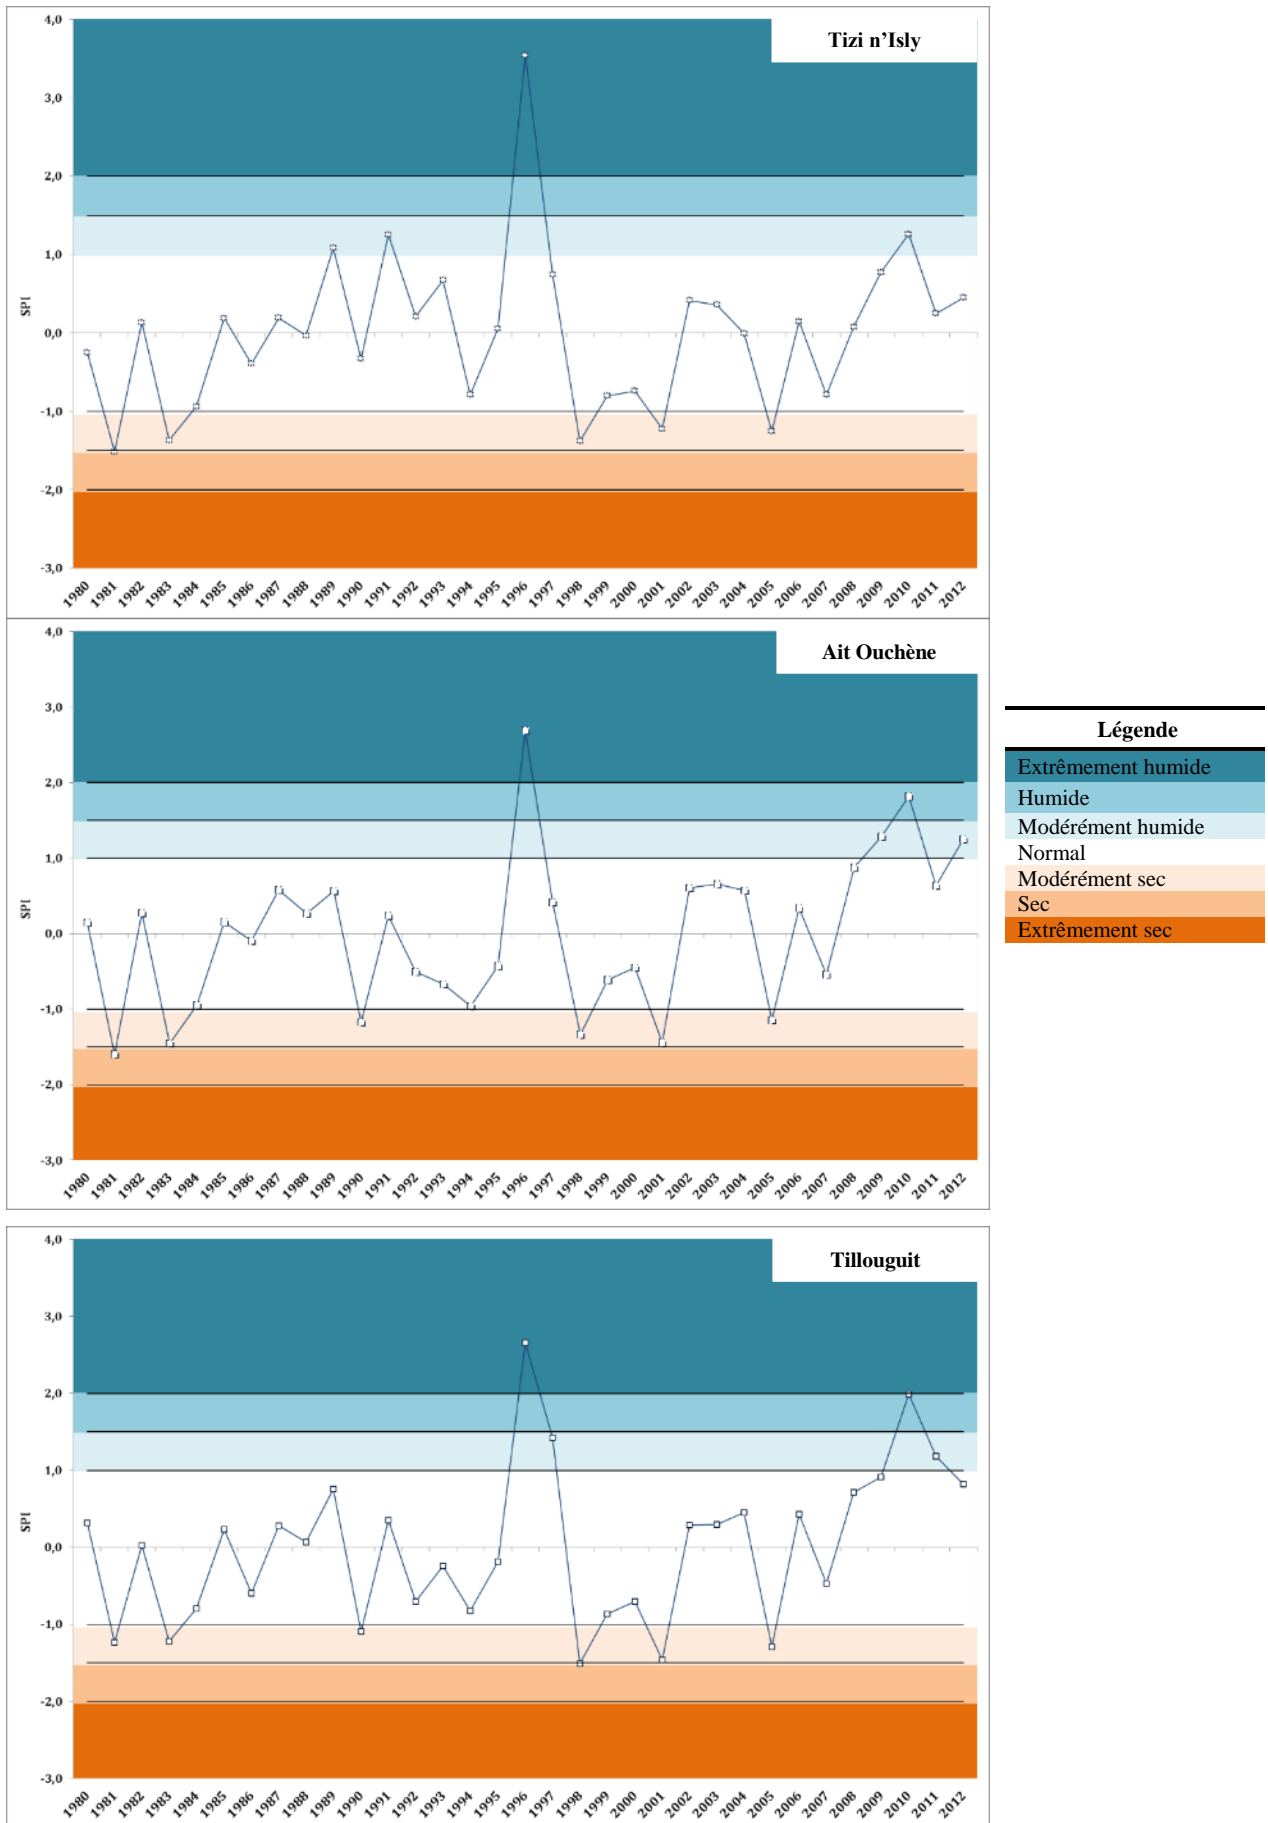 Tizi n'Isly
4,0
3,0
2,0
1,0
0,0
-1,0
-2,0
-3,0
SPI
1980 1981 1982 1983 1984 1985 1986 1987 1988 1989 1990 1991 1992 1993 1994 1995 1996 1997 1998 1999 2000 2001 2002 2003 2004 2005 2006 2007 2008 2009 2010 2011 2012
Ait Ouchène
4,0
3,0
2,0
1,0
0,0
-1,0
-2,0
-3,0
SPI
1980 1981 1982 1983 1984 1985 1986 1987 1988 1989 1990 1991 1992 1993 1994 1995 1996 1997 1998 1999 2000 2001 2002 2003 2004 2005 2006 2007 2008 2009 2010 2011 2012
Légende
Extrêmement humide
Humide
Modérément humide
Normal
Modérément sec
Sec
Extrêmement sec
Tillouguit
4,0
3,0
2,0
1,0
0,0
-1,0
-2,0
-3,0
SPI
1980 1981 1982 1983 1984 1985 1986 1987 1988 1989 1990 1991 1992 1993 1994 1995 1996 1997 1998 1999 2000 2001 2002 2003 2004 2005 2006 2007 2008 2009 2010 2011 2012